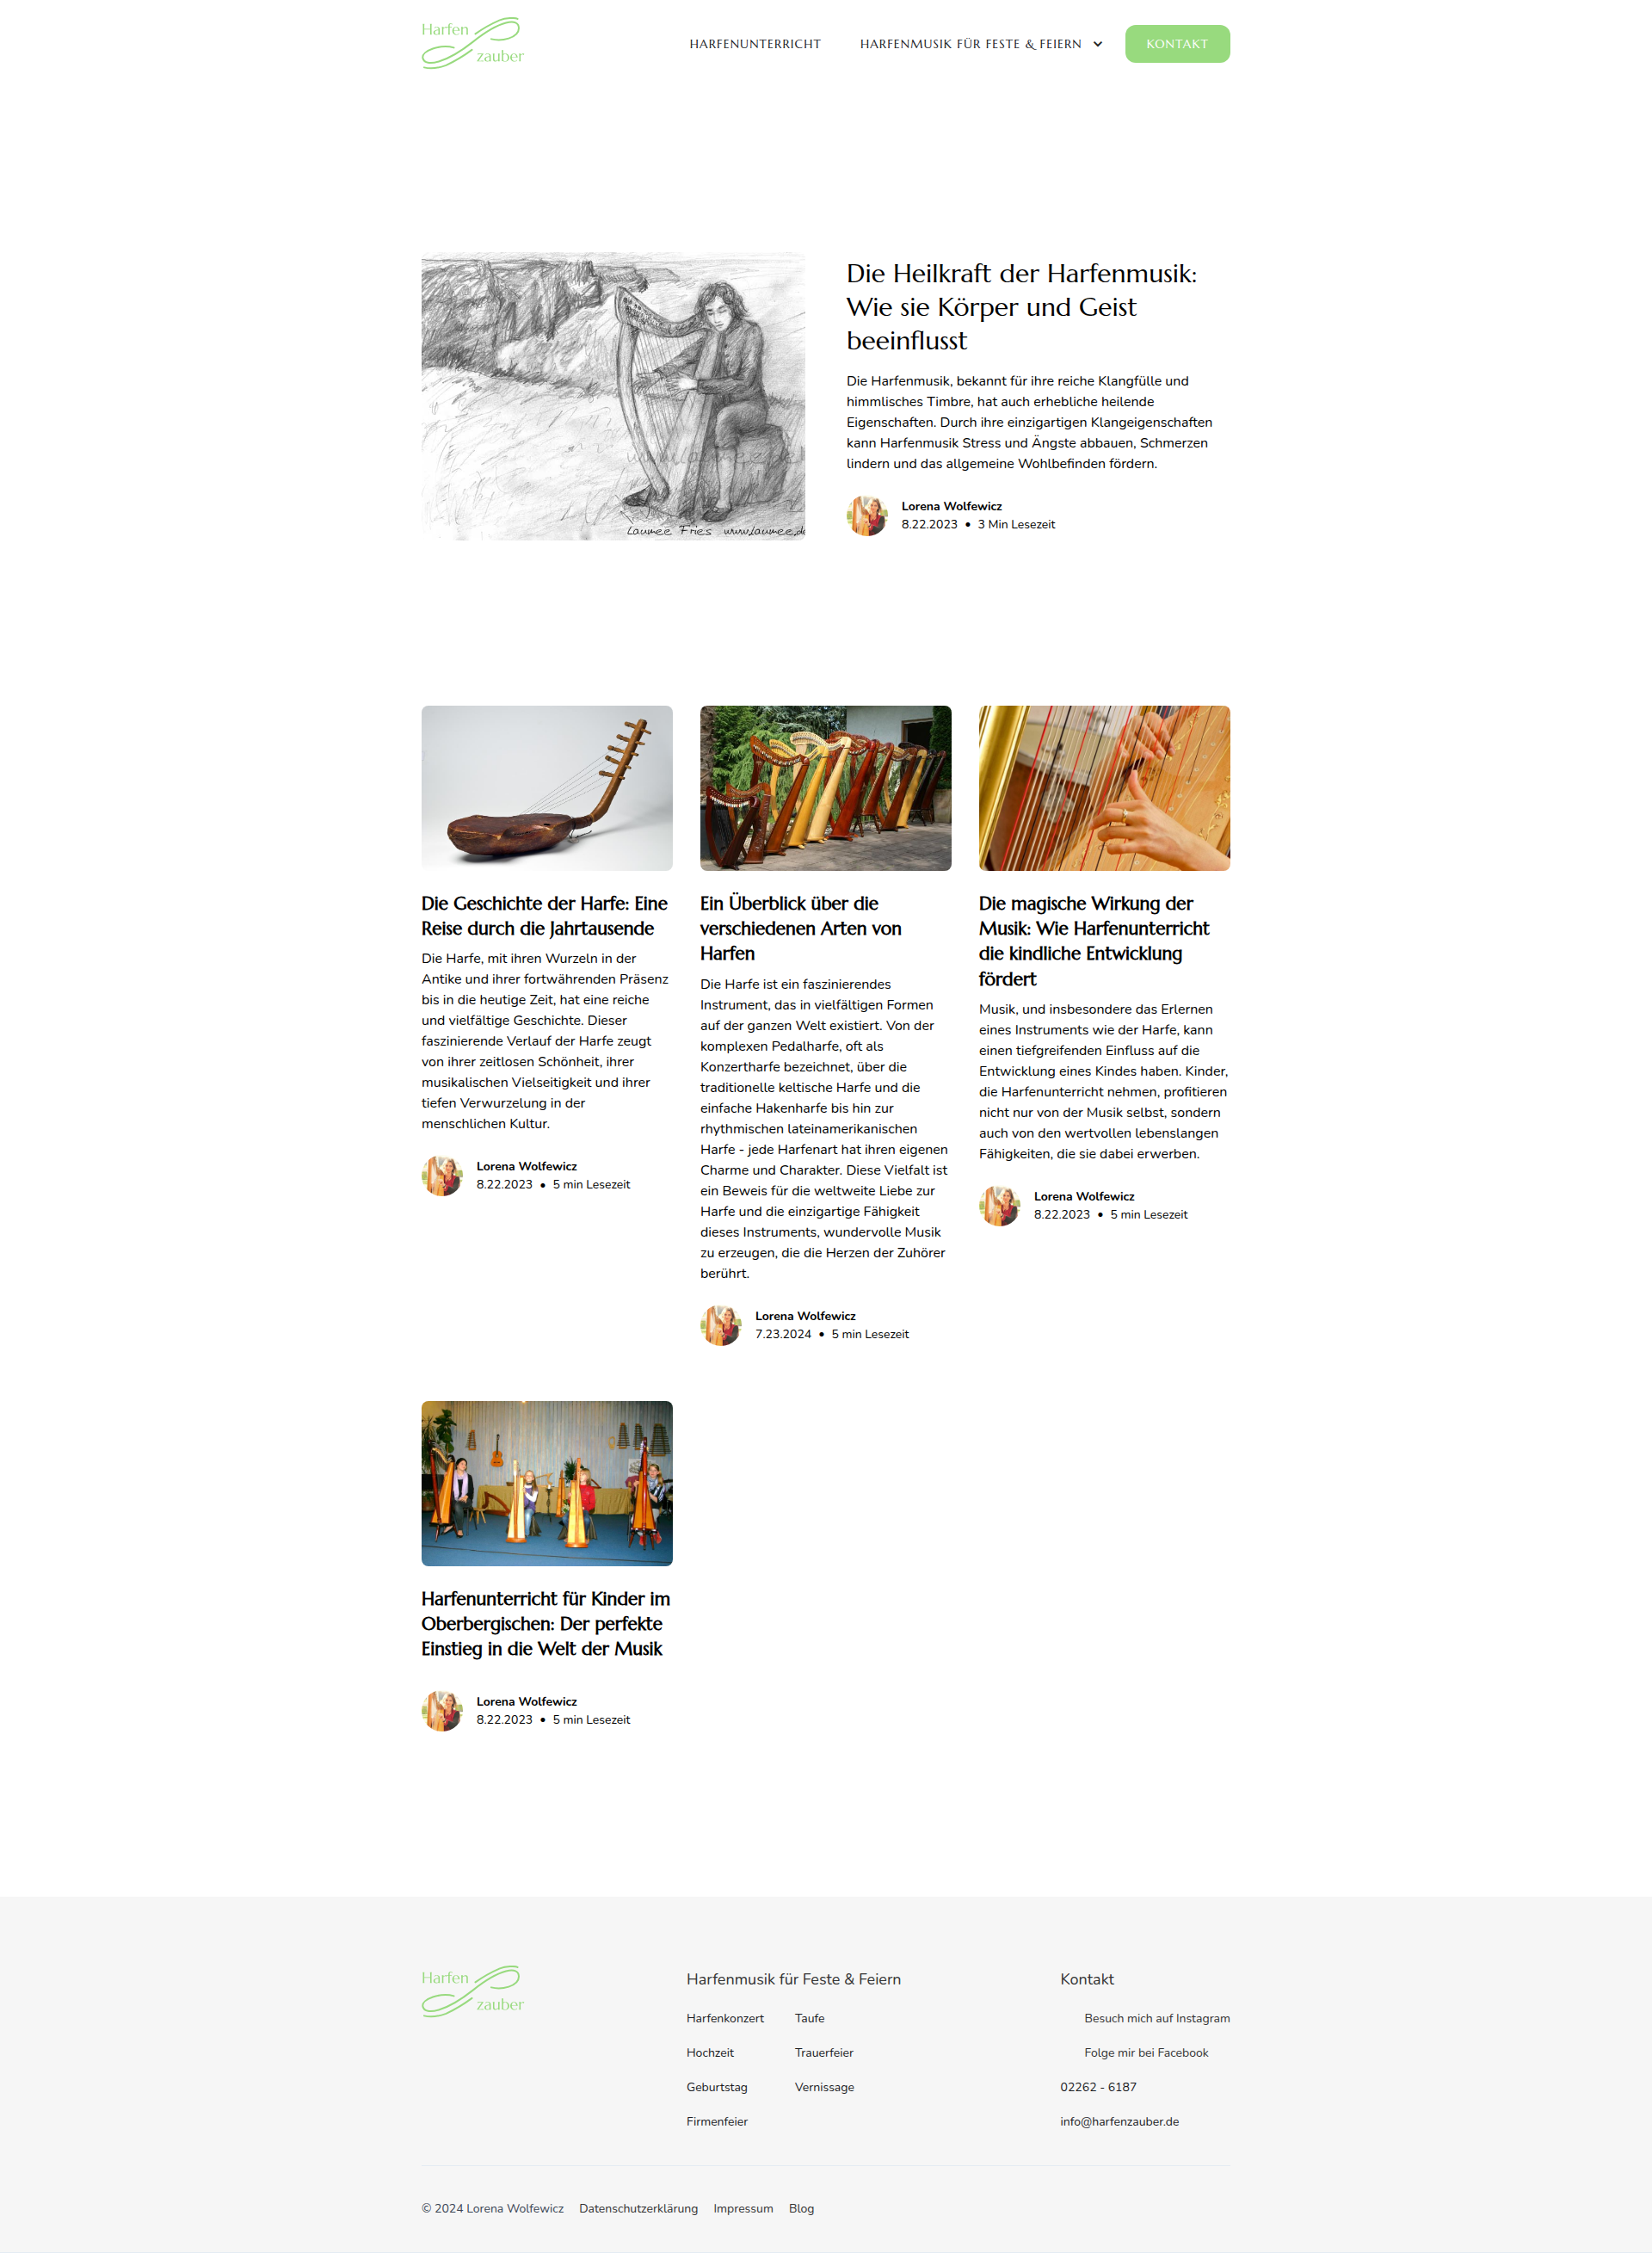 Harfen
zauber
HARFENUNTERRICHT
HARFENMUSIK FÜR FESTE & FEIERN
KONTAKT
Laumee Fries www.laumee.de
Die Heilkraft der Harfenmusik:
Wie sie Körper und Geist
beeinflusst
Die Harfenmusik, bekannt für ihre reiche Klangfülle und
himmlisches Timbre, hat auch erhebliche heilende
Eigenschaften. Durch ihre einzigartigen Klangeigenschaften
kann Harfenmusik Stress und Ängste abbauen, Schmerzen
lindern und das allgemeine Wohlbefinden fördern.
Lorena Wolfewicz
8.22.2023 • 3 Min Lesezeit
Die Geschichte der Harfe: Eine
Reise durch die Jahrtausende
Die Harfe, mit ihren Wurzeln in der
Antike und ihrer fortwährenden Präsenz
bis in die heutige Zeit, hat eine reiche
und vielfältige Geschichte. Dieser
faszinierende Verlauf der Harfe zeugt
von ihrer zeitlosen Schönheit, ihrer
musikalischen Vielseitigkeit und ihrer
tiefen Verwurzelung in der
menschlichen Kultur.
Lorena Wolfewicz
8.22.2023 • 5 min Lesezeit
Ein Überblick über die
verschiedenen Arten von
Harfen
Die Harfe ist ein faszinierendes
Instrument, das in vielfältigen Formen
auf der ganzen Welt existiert. Von der
komplexen Pedalharfe, oft als
Konzertharfe bezeichnet, über die
traditionelle keltische Harfe und die
einfache Hakenharfe bis hin zur
rhythmischen lateinamerikanischen
Harfe - jede Harfenart hat ihren eigenen
Charme und Charakter. Diese Vielfalt ist
ein Beweis für die weltweite Liebe zur
Harfe und die einzigartige Fähigkeit
dieses Instruments, wundervolle Musik
zu erzeugen, die die Herzen der Zuhörer
berührt.
Lorena Wolfewicz
7.23.2024 • 5 min Lesezeit
Die magische Wirkung der
Musik: Wie Harfenunterricht
die kindliche Entwicklung
fördert
Musik, und insbesondere das Erlernen
eines Instruments wie der Harfe, kann
einen tiefgreifenden Einfluss auf die
Entwicklung eines Kindes haben. Kinder,
die Harfenunterricht nehmen, profitieren
nicht nur von der Musik selbst, sondern
auch von den wertvollen lebenslangen
Fähigkeiten, die sie dabei erwerben.
Lorena Wolfewicz
8.22.2023 • 5 min Lesezeit
Harfenunterricht für Kinder im
Oberbergischen: Der perfekte
Einstieg in die Welt der Musik
Lorena Wolfewicz
8.22.2023 • 5 min Lesezeit
Harfen
zauber
Harfenmusik für Feste & Feiern
Harfenkonzert
Hochzeit
Geburtstag
Firmenfeier
Taufe
Trauerfeier
Vernissage
Kontakt
Besuch mich auf Instagram
Folge mir bei Facebook
02262 - 6187
info@harfenzauber.de
© 2024 Lorena Wolfewicz
Datenschutzerklärung
Impressum
Blog